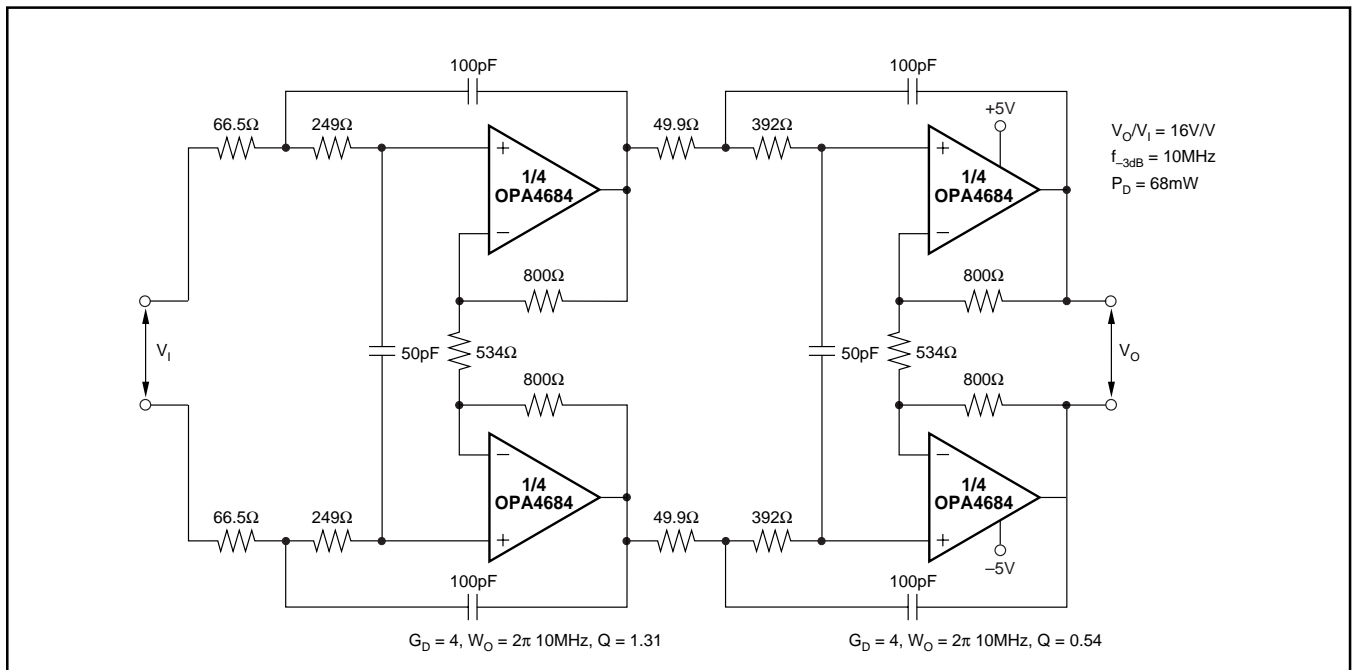 100pF
100pF
+5V
66.5Ω
249Ω
49.9Ω
392Ω
V_O/V_I = 16V/V
f_–3dB = 10MHz
P_D = 68mW
+
1/4
OPA4684
–
+
1/4
OPA4684
–
800Ω
800Ω
V_I
50pF
534Ω
50pF
534Ω
V_O
800Ω
800Ω
–
1/4
OPA4684
+
–
1/4
OPA4684
+
66.5Ω
249Ω
49.9Ω
392Ω
–5V
100pF
100pF
G_D = 4, W_O = 2π 10MHz, Q = 1.31
G_D = 4, W_O = 2π 10MHz, Q = 0.54